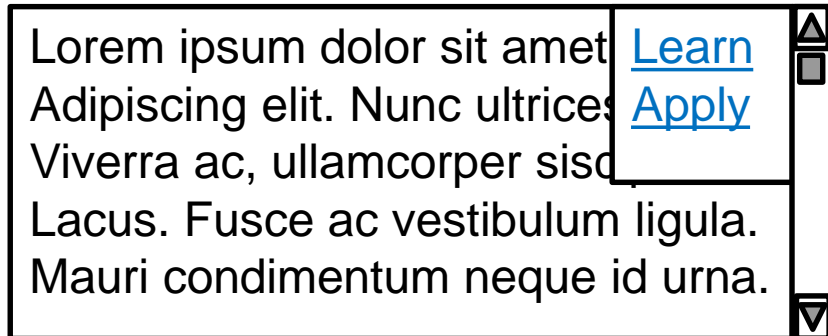 Lorem ipsum dolor sit amet
Adipiscing elit. Nunc ultrices
Viverra ac, ullamcorper
Lacus. Fusce ac vestibulum ligula.
Mauri condimentum neque id urna.
Learn
Apply